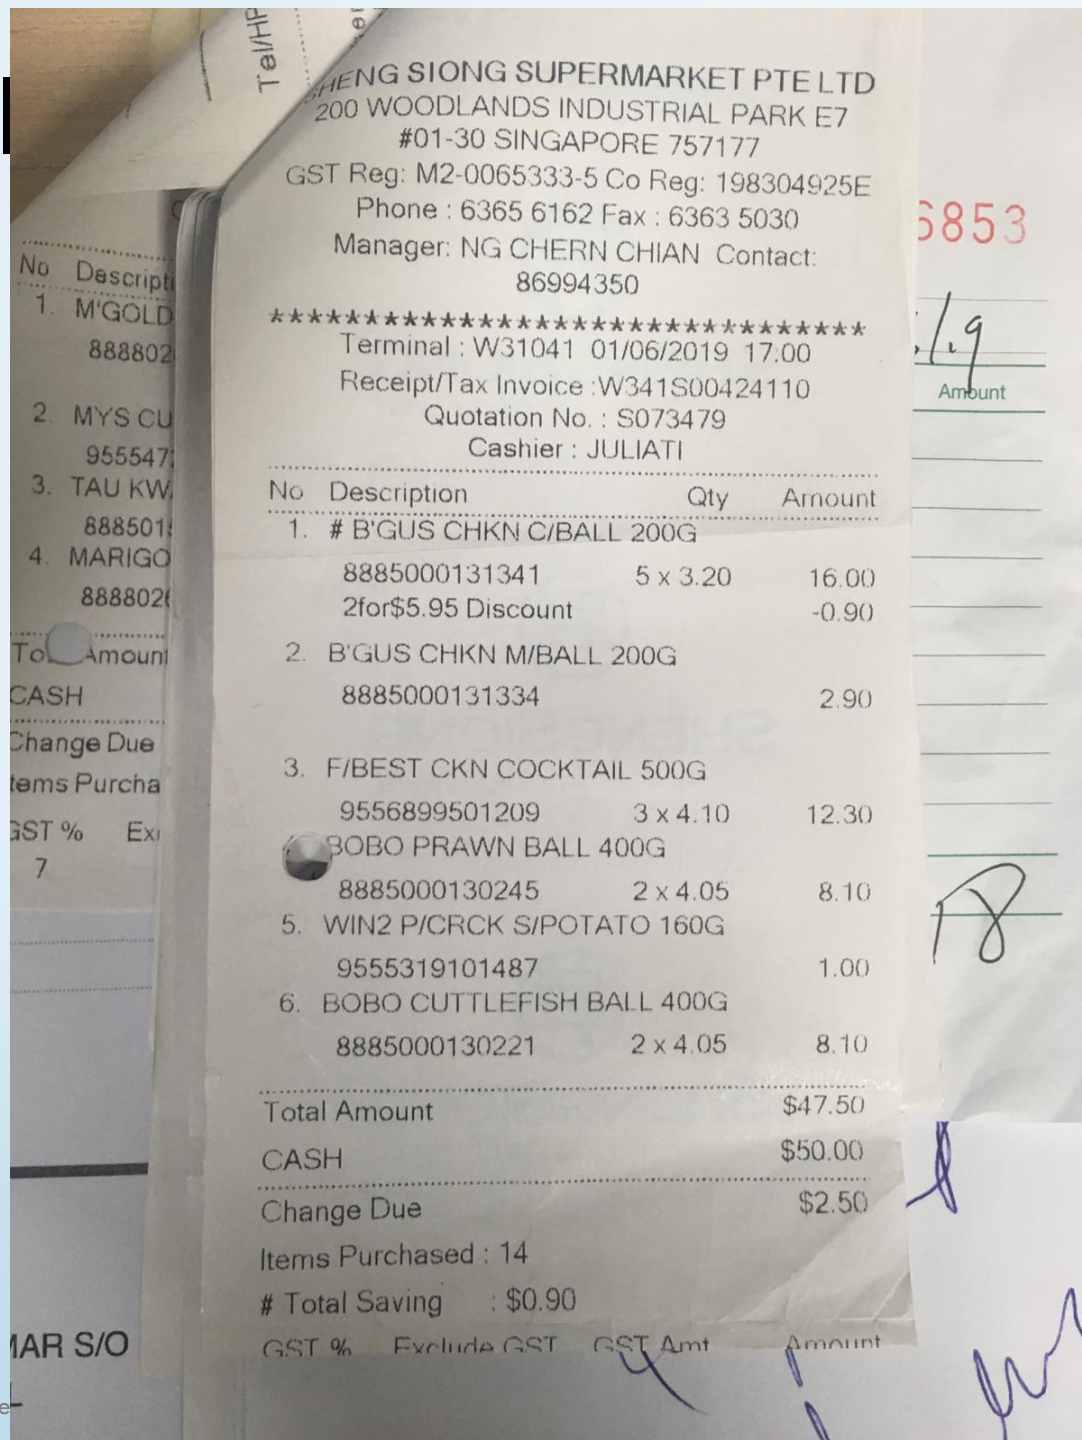 Tel/HP
SHENG SIONG SUPERMARKET PTE LTD
200 WOODLANDS INDUSTRIAL PARK E7
#01-30 SINGAPORE 757177
GST Reg: M2-0065333-5 Co Reg: 198304925E
Phone : 6365 6162 Fax : 6363 5030
Manager: NG CHERN CHIAN Contact:
86994350
********************************
Terminal : W31041 01/06/2019 17:00
Receipt/Tax Invoice :W341S00424110
Quotation No. : S073479
Cashier : JULIATI
No Description Qty Amount
1. # B'GUS CHKN C/BALL 200G
8885000131341 5 x 3.20 16.00
2for$5.95 Discount -0.90
2. B'GUS CHKN M/BALL 200G
8885000131334 2.90
3. F/BEST CKN COCKTAIL 500G
9556899501209 3 x 4.10 12.30
BOBO PRAWN BALL 400G
8885000130245 2 x 4.05 8.10
5. WIN2 P/CRCK S/POTATO 160G
9555319101487 1.00
6. BOBO CUTTLEFISH BALL 400G
8885000130221 2 x 4.05 8.10
Total Amount $47.50
CASH $50.00
Change Due $2.50
Items Purchased : 14
# Total Saving : $0.90
GST % Exclude GST GST Amt Amount
No Descripti
1. M'GOLD
888802
2. MYS CU
955547
3. TAU KW
888501
4. MARIGO
888802
Amount
CASH
Change Due
Items Purcha
GST % Ex
7
MAR S/O
6853
Amount